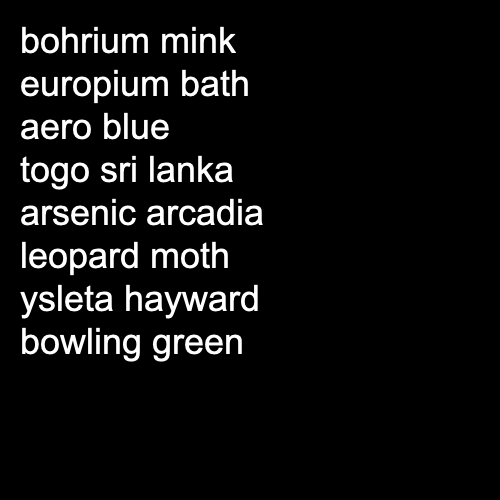 bohrium mink
europium bath
aero blue
togo sri lanka
arsenic arcadia
leopard moth
ysleta hayward
bowling green